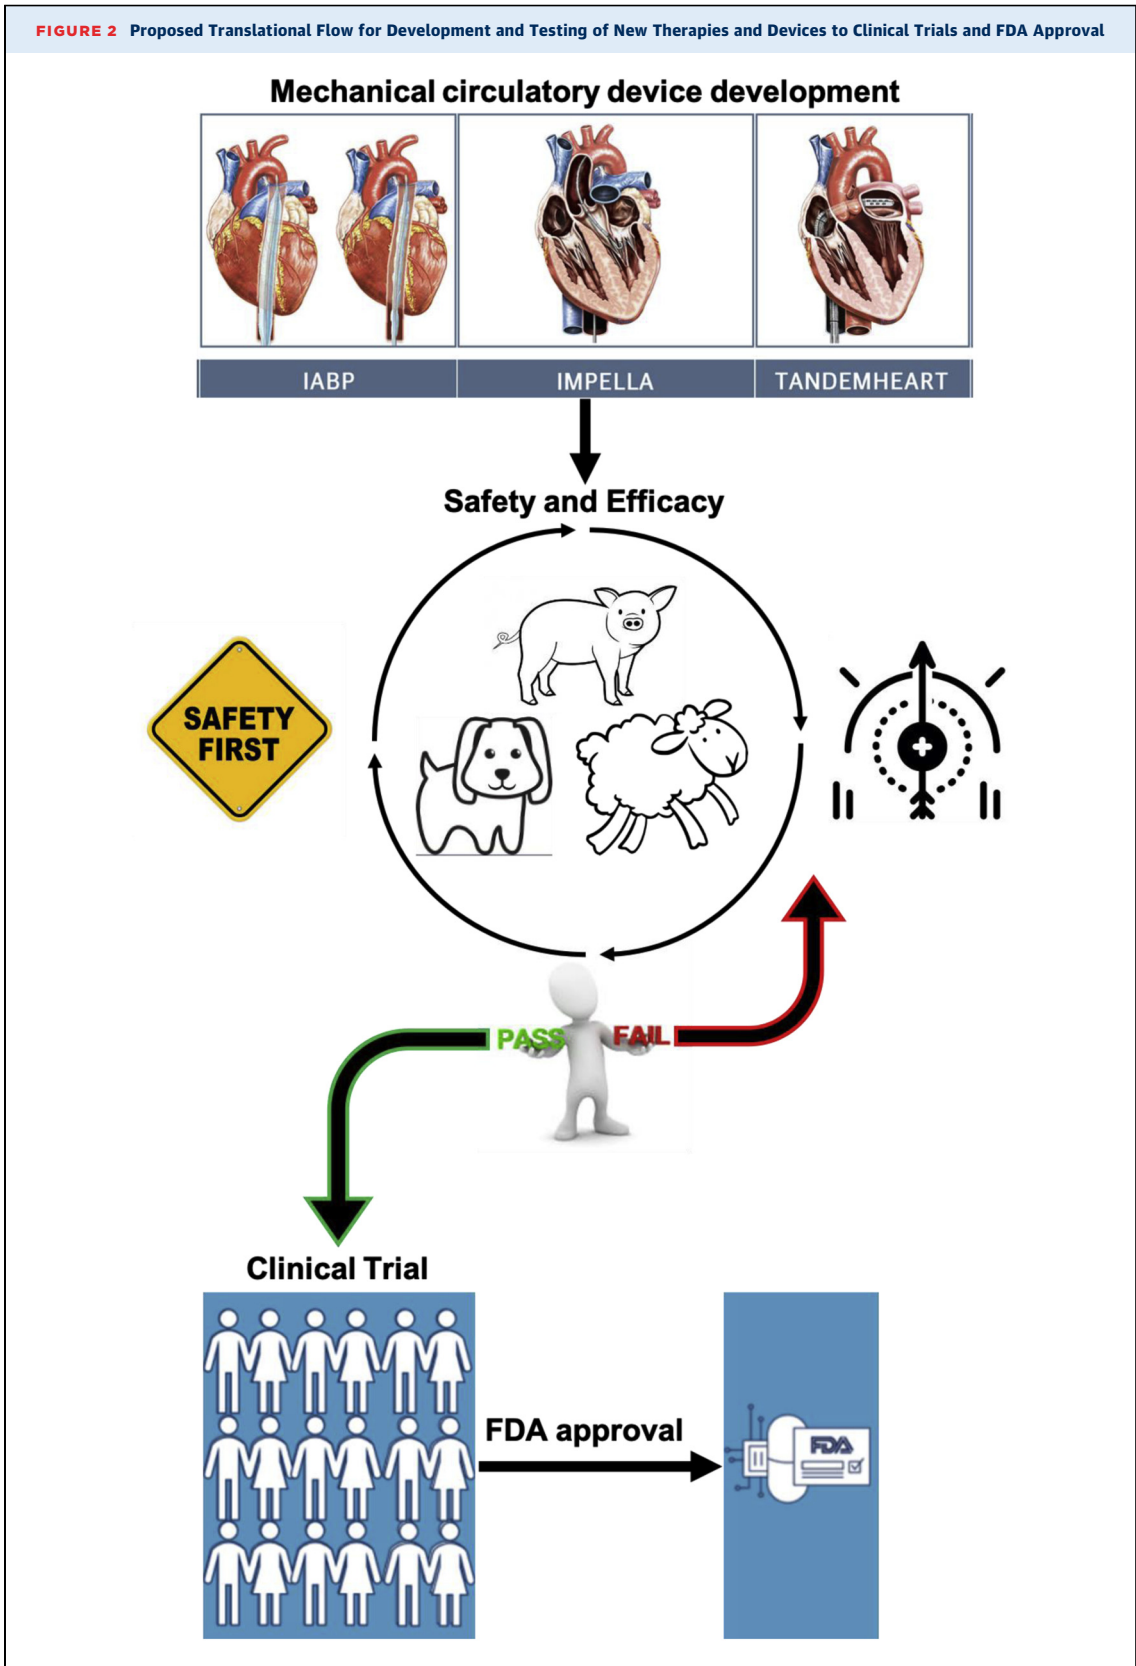 FIGURE 2 Proposed Translational Flow for Development and Testing of New Therapies and Devices to Clinical Trials and FDA Approval
Mechanical circulatory device development
IABP
IMPELLA
TANDEMHEART
Safety and Efficacy
SAFETY
FIRST
PASS
FAIL
Clinical Trial
FDA approval
FDA